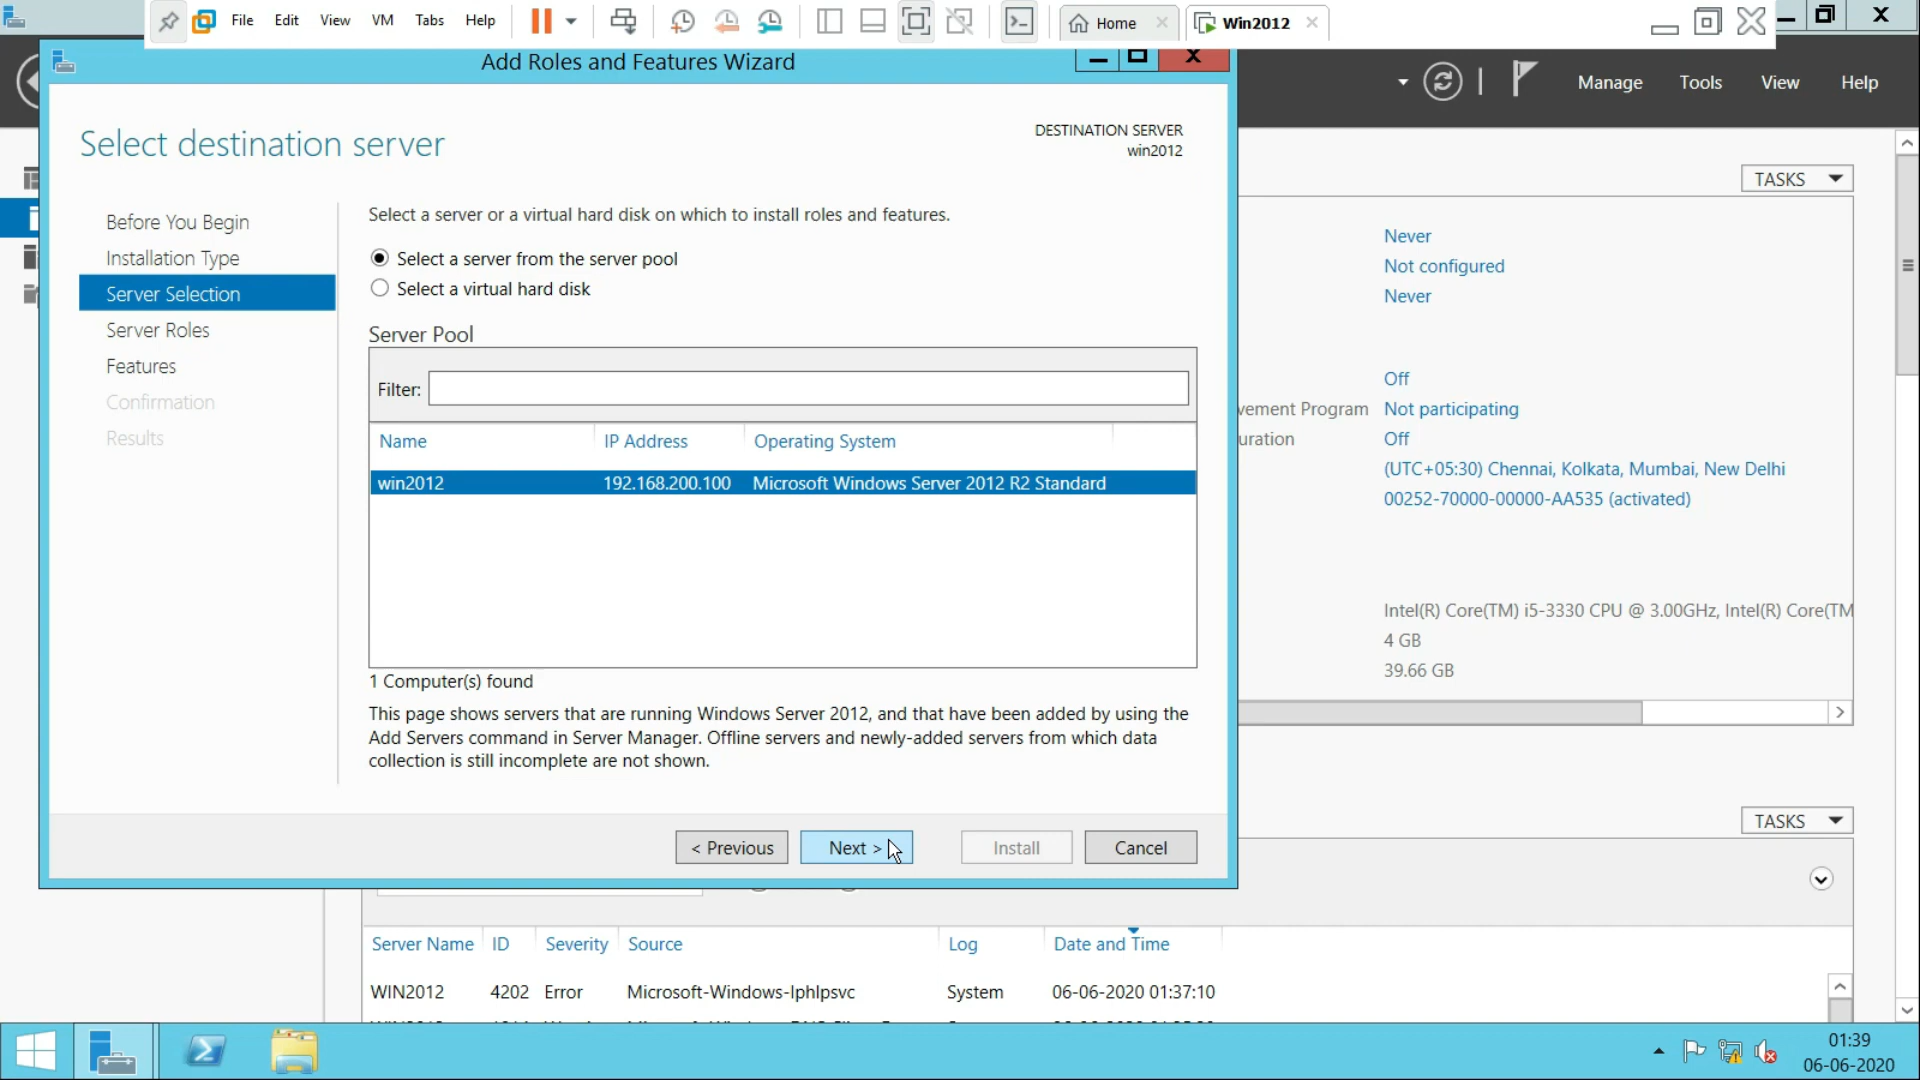 File Edit View VM Tabs Help
Home
Win2012
Add Roles and Features Wizard
Manage Tools View Help
Select destination server
DESTINATION SERVER
win2012
Before You Begin
Installation Type
Server Selection
Server Roles
Features
Confirmation
Results
Select a server or a virtual hard disk on which to install roles and features.
Select a server from the server pool
Select a virtual hard disk
Server Pool
Filter:
Name IP Address Operating System
win2012 192.168.200.100 Microsoft Windows Server 2012 R2 Standard
1 Computer(s) found
This page shows servers that are running Windows Server 2012, and that have been added by using the
Add Servers command in Server Manager. Offline servers and newly-added servers from which data
collection is still incomplete are not shown.
< Previous
Next >
Install
Cancel
TASKS
Never
Not configured
Never
Off
vement Program Not participating
uration Off
(UTC+05:30) Chennai, Kolkata, Mumbai, New Delhi
00252-70000-00000-AA535 (activated)
Intel(R) Core(TM) i5-3330 CPU @ 3.00GHz, Intel(R) Core(TM
4 GB
39.66 GB
TASKS
Server Name ID Severity Source Log Date and Time
WIN2012 4202 Error Microsoft-Windows-Iphlpsvc System 06-06-2020 01:37:10
01:39
06-06-2020